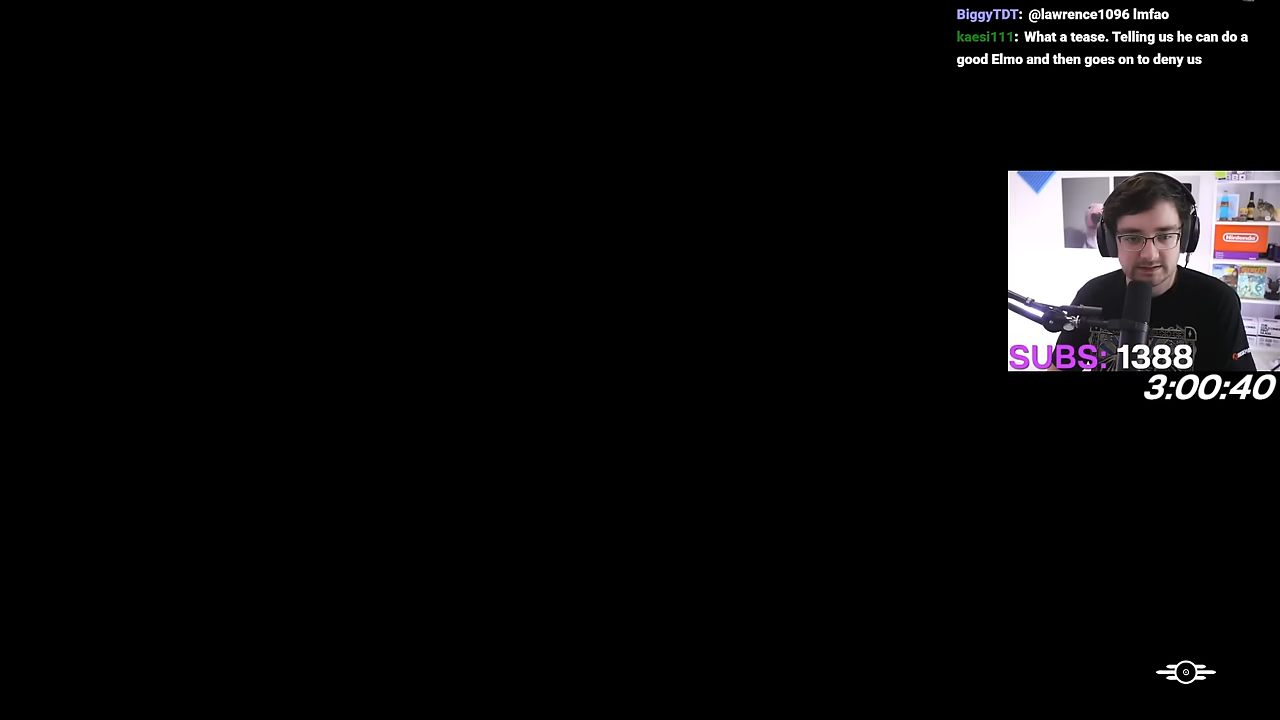 BiggyTDT: @lawrence1096 lmfao
kaesi111: What a tease. Telling us he can do a
good Elmo and then goes on to deny us
Nintendo
SUBS: 1388
3:00:40